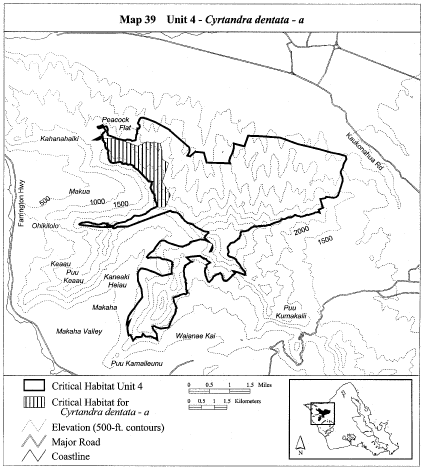 Map 39 Unit 4 - Cyrtandra dentata - a
Peacock
Flat
Kahanahaiki
Kaukonahua Rd
Makua
500
1000
1500
Farrington Hwy
Ohikilolo
2000
1500
Keaau
Puu
Keaau
Kaneaki
Heiau
Makaha
Puu
Kumakalii
Makaha Valley
Waianae Kai
Puu Kamaileunu
Critical Habitat Unit 4
Critical Habitat for
Cyrtandra dentata - a
Elevation (500-ft. contours)
Major Road
Coastline
0 0.5 1 1.5 Miles
0 0.5 1 1.5 Kilometers
N